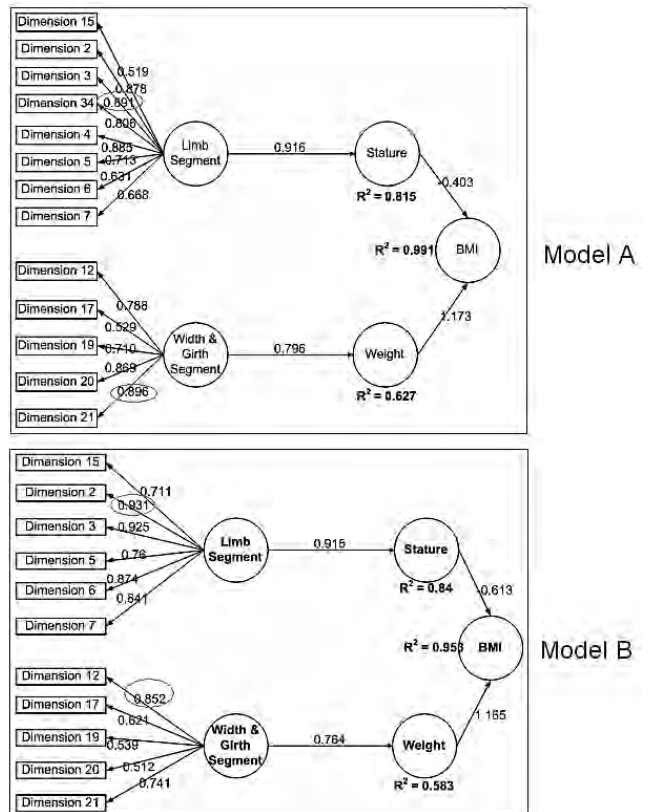 Dimension 15
Dimension 2
Dimension 3
Dimension 34
Dimension 4
Dimension 5
Dimension 6
Dimension 7
0.519
0.878
0.891
0.806
0.885
0.713
0.631
0.668
Limb
Segment
0.916
Stature
R² = 0.815
-0.403
R² = 0.991
BMI
1.173
Dimension 12
Dimension 17
Dimension 19
Dimension 20
Dimension 21
0.788
0.529
0.710
0.869
0.896
Width &
Girth
Segment
0.796
Weight
R² = 0.627
Model A
Dimension 15
Dimension 2
Dimension 3
Dimension 5
Dimension 6
Dimension 7
0.711
0.931
0.925
0.76
0.874
0.841
Limb
Segment
0.915
Stature
R² = 0.84
-0.613
R² = 0.953
BMI
1.165
Dimension 12
Dimension 17
Dimension 19
Dimension 20
Dimension 21
0.852
0.621
0.539
0.512
0.741
Width &
Girth
Segment
0.764
Weight
R² = 0.583
Model B